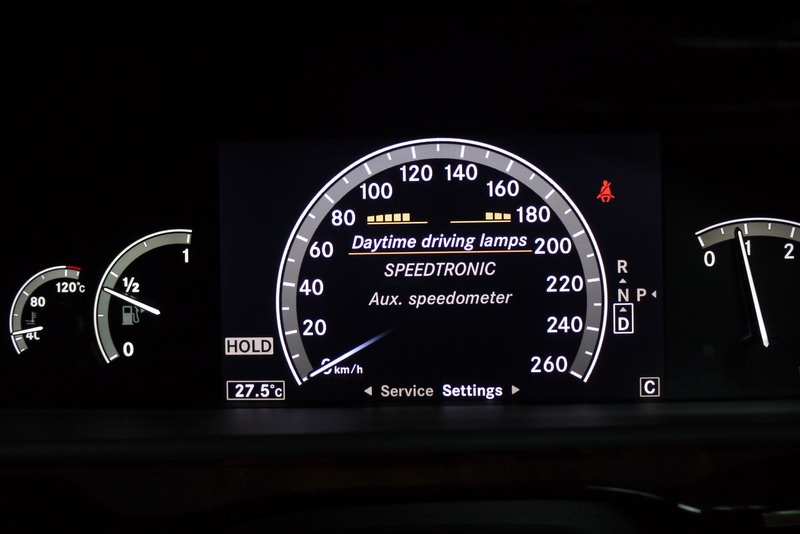 120 140
100 160
80 180
Daytime driving lamps
60 200
SPEEDTRONIC
40 220
Aux. speedometer
20 240
0 km/h 260
Service Settings
HOLD
27.5°C
R
N P
D
C
120°C
80
40
1
1/2
0
0 1 2